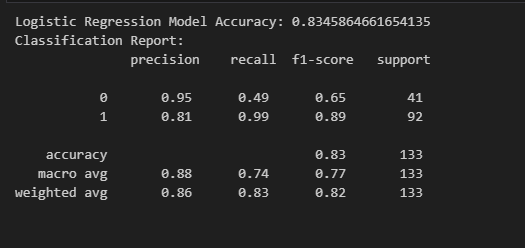 Logistic Regression Model Accuracy: 0.8345864661654135
Classification Report:
              precision    recall  f1-score   support

           0       0.95      0.49      0.65        41
           1       0.81      0.99      0.89        92

    accuracy                           0.83       133
   macro avg       0.88      0.74      0.77       133
weighted avg       0.86      0.83      0.82       133